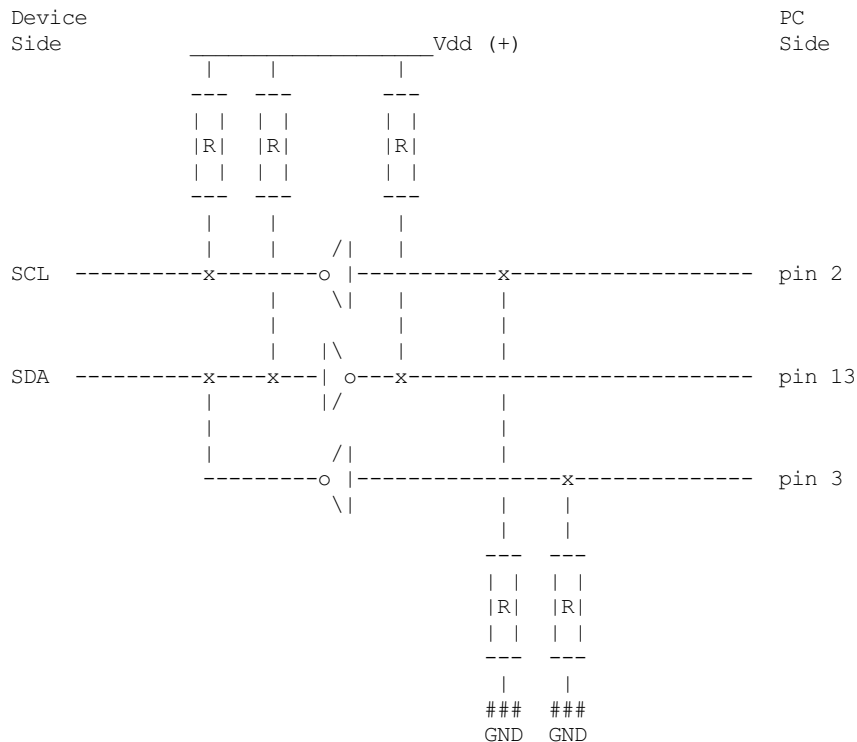 Device PC
Side Vdd (+) Side
R R R
SCL x o x pin 2
SDA x x o x pin 13
o x pin 3
R R
### ###
GND GND